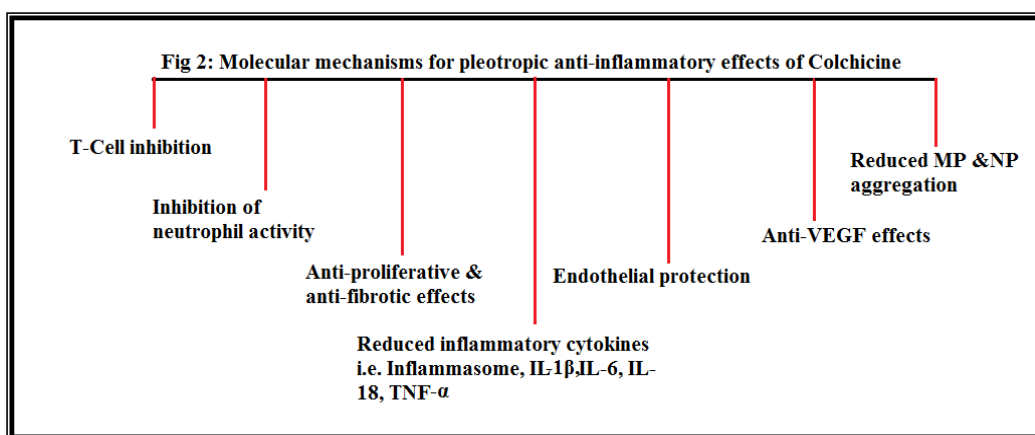 Fig 2: Molecular mechanisms for pleotropic anti-inflammatory effects of Colchicine
T-Cell inhibition
Inhibition of
neutrophil activity
Anti-proliferative &
anti-fibrotic effects
Reduced inflammatory cytokines
i.e. Inflammasome, IL-1β,IL-6, IL-
18, TNF-α
Endothelial protection
Anti-VEGF effects
Reduced MP &NP
aggregation